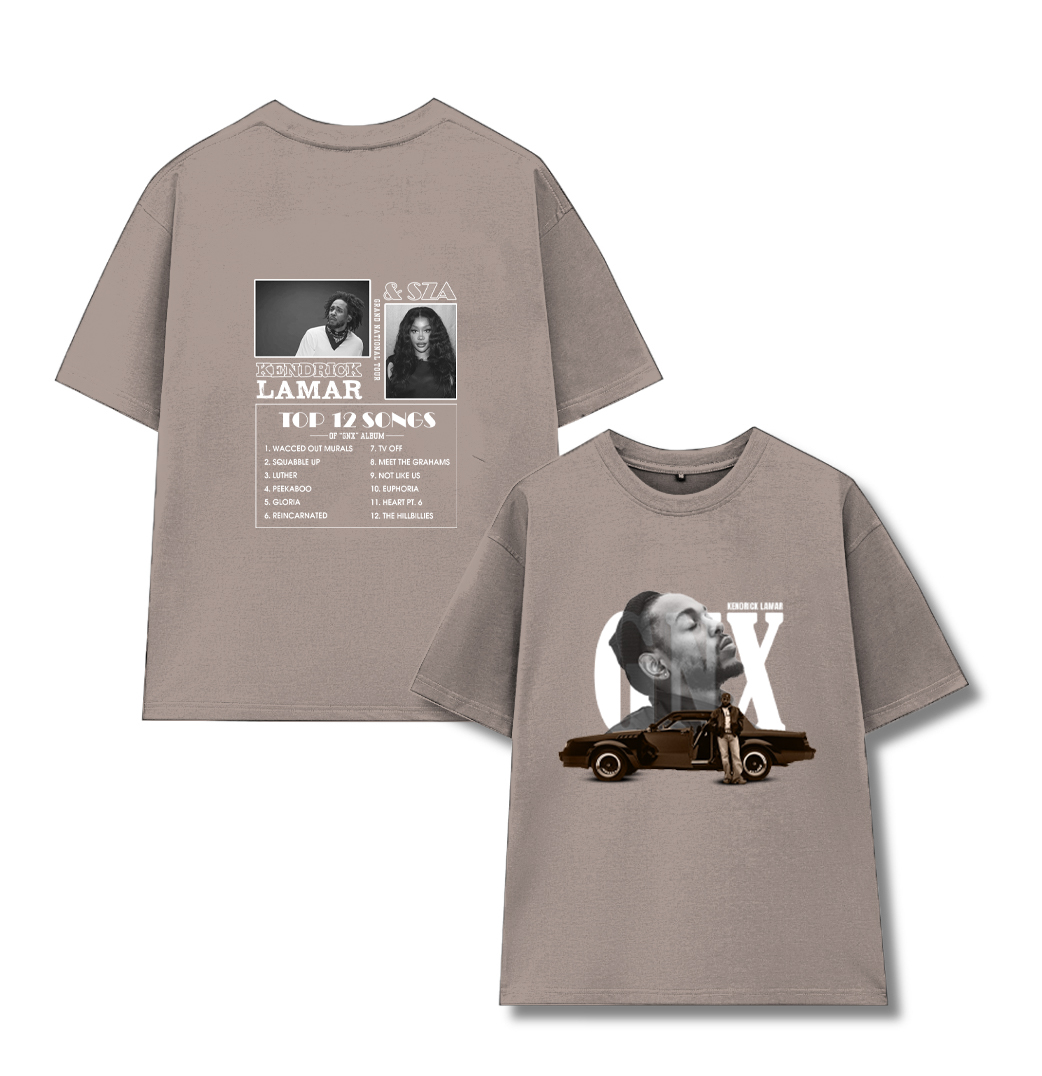 & SZA
GRAND NATIONAL TOUR
KENDRICK
LAMAR
TOP 12 SONGS
OF "GNX" ALBUM
1. WACCED OUT MURALS
2. SQUABBLE UP
3. LUTHER
4. PEEKABOO
5. GLORIA
6. REINCARNATED
7. TV OFF
8. MEET THE GRAHAMS
9. NOT LIKE US
10. EUPHORIA
11. HEART PT. 6
12. THE HILLBILLIES
M
KENDRICK LAMAR
GNX